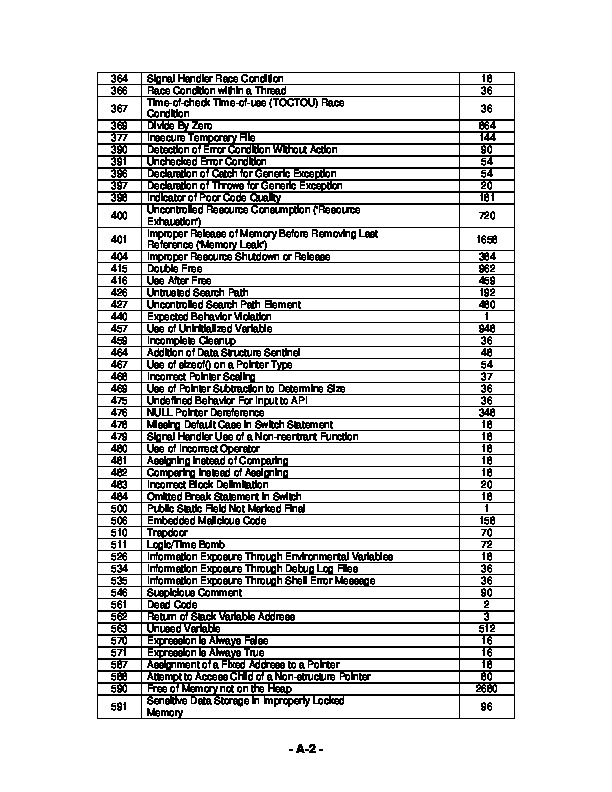 364 Signal Handler Race Condition 18
366 Race Condition within a Thread 36
367 Time-of-check Time-of-use (TOCTOU) Race
Condition 36
369 Divide By Zero 864
377 Insecure Temporary File 144
390 Detection of Error Condition Without Action 90
391 Unchecked Error Condition 54
396 Declaration of Catch for Generic Exception 54
397 Declaration of Throws for Generic Exception 20
398 Indicator of Poor Code Quality 181
400 Uncontrolled Resource Consumption ('Resource
Exhaustion') 720
401 Improper Release of Memory Before Removing Last
Reference ('Memory Leak') 1658
404 Improper Resource Shutdown or Release 384
415 Double Free 962
416 Use After Free 459
426 Untrusted Search Path 192
427 Uncontrolled Search Path Element 480
440 Expected Behavior Violation 1
457 Use of Uninitialized Variable 948
459 Incomplete Cleanup 36
464 Addition of Data Structure Sentinel 48
467 Use of sizeof() on a Pointer Type 54
468 Incorrect Pointer Scaling 37
469 Use of Pointer Subtraction to Determine Size 36
475 Undefined Behavior For Input to API 36
476 NULL Pointer Dereference 348
478 Missing Default Case in Switch Statement 18
479 Signal Handler Use of a Non-reentrant Function 18
480 Use of Incorrect Operator 18
481 Assigning instead of Comparing 18
482 Comparing instead of Assigning 18
483 Incorrect Block Delimitation 20
484 Omitted Break Statement in Switch 18
500 Public Static Field Not Marked Final 1
506 Embedded Malicious Code 158
510 Trapdoor 70
511 Logic/Time Bomb 72
526 Information Exposure Through Environmental Variables 18
534 Information Exposure Through Debug Log Files 36
535 Information Exposure Through Shell Error Message 36
546 Suspicious Comment 90
561 Dead Code 2
562 Return of Stack Variable Address 3
563 Unused Variable 512
570 Expression is Always False 16
571 Expression is Always True 16
587 Assignment of a Fixed Address to a Pointer 18
588 Attempt to Access Child of a Non-structure Pointer 80
590 Free of Memory not on the Heap 2680
591 Sensitive Data Storage in Improperly Locked
Memory 96
- A-2 -